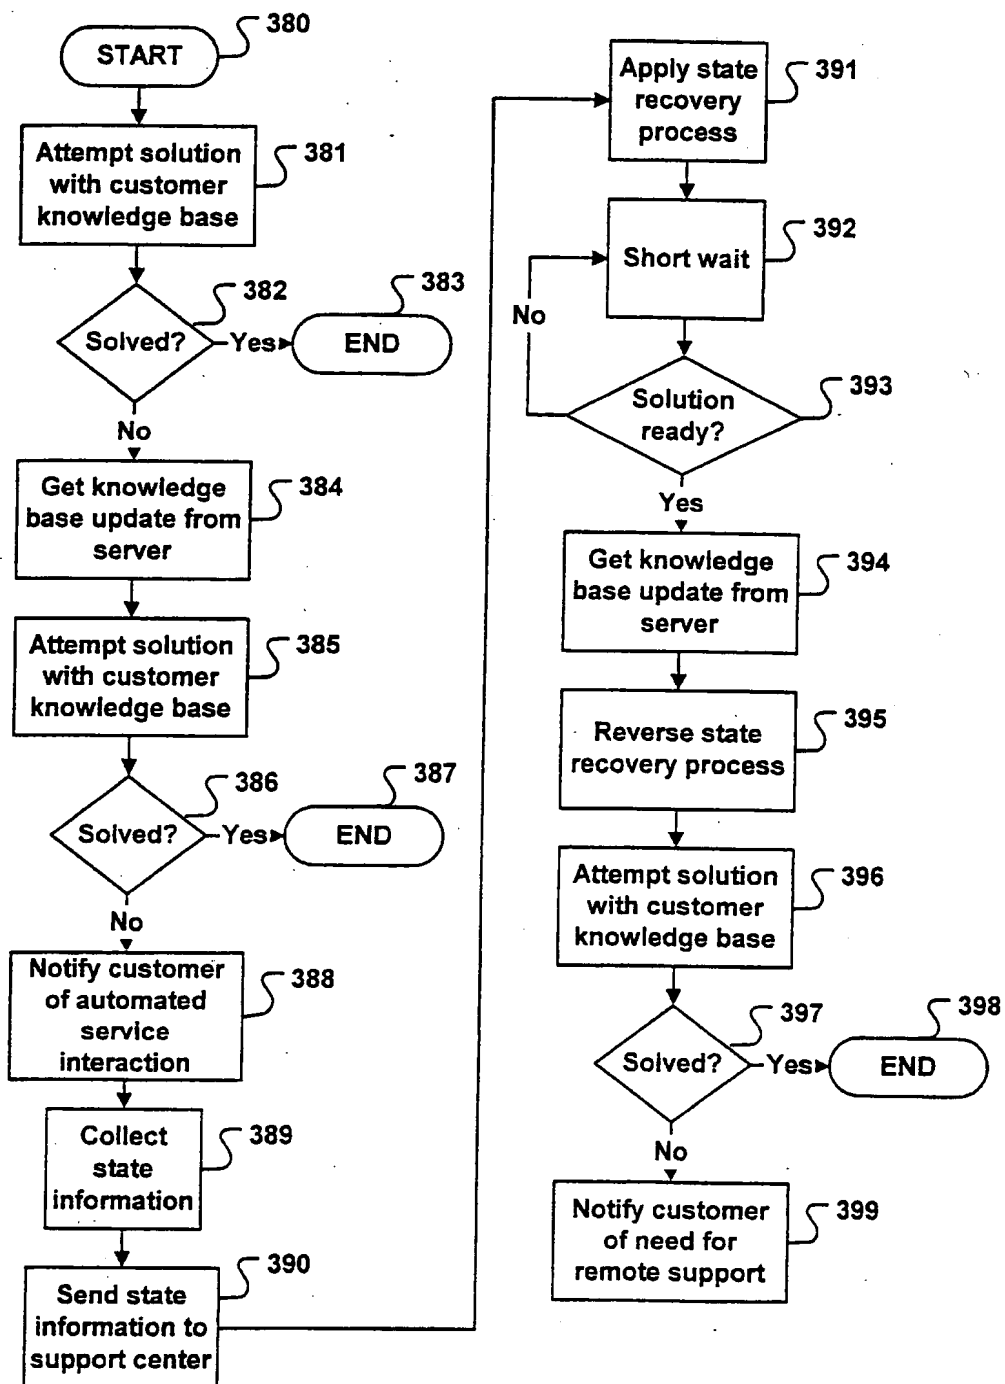 START
380
Attempt solution
with customer
knowledge base
381
Solved?
382
Yes
END
383
No
Get knowledge
base update from
server
384
Attempt solution
with customer
knowledge base
385
Solved?
386
Yes
END
387
No
Notify customer
of automated
service
interaction
388
Collect
state
information
389
Send state
information to
support center
390
Apply state
recovery
process
391
Short wait
392
No
Solution
ready?
393
Yes
Get knowledge
base update from
server
394
Reverse state
recovery process
395
Attempt solution
with customer
knowledge base
396
Solved?
397
Yes
END
398
No
Notify customer
of need for
remote support
399